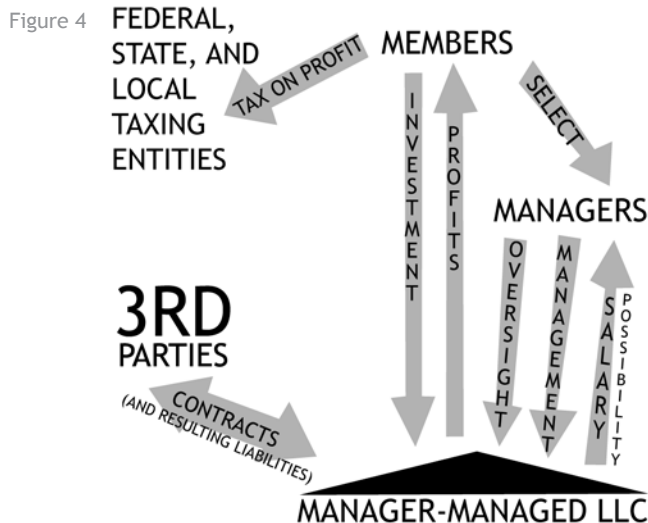 Figure 4
FEDERAL,
STATE, AND
LOCAL
TAXING
ENTITIES
TAX ON PROFIT
MEMBERS
SELECT
INVESTMENT
PROFITS
MANAGERS
OVERSIGHT
MANAGEMENT
SALARY
POSSIBILITY
3RD
PARTIES
CONTRACTS
(AND RESULTING LIABILITIES)
MANAGER-MANAGED LLC